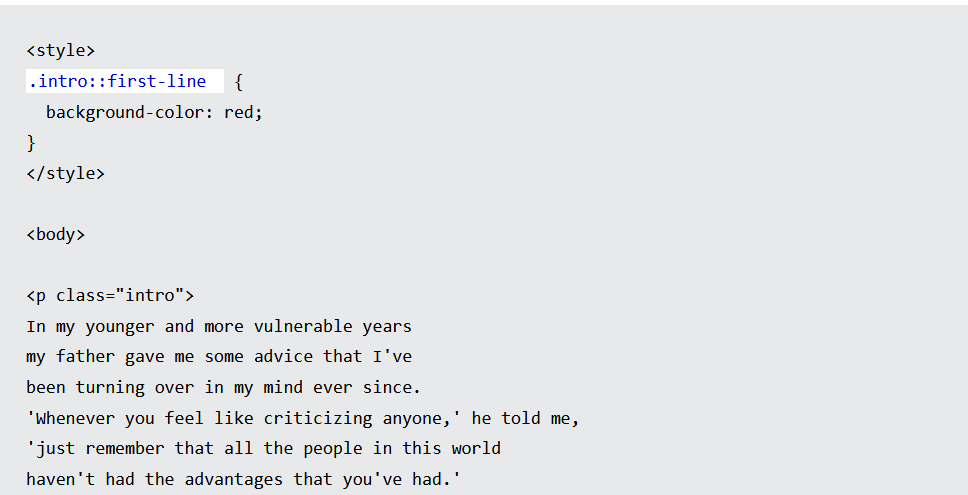 <style>
.intro::first-line {
background-color: red;
}
</style>
<body>
<p class="intro">
In my younger and more vulnerable years
my father gave me some advice that I've
been turning over in my mind ever since.
'Whenever you feel like criticizing anyone,' he told me,
'just remember that all the people in this world
haven't had the advantages that you've had.'